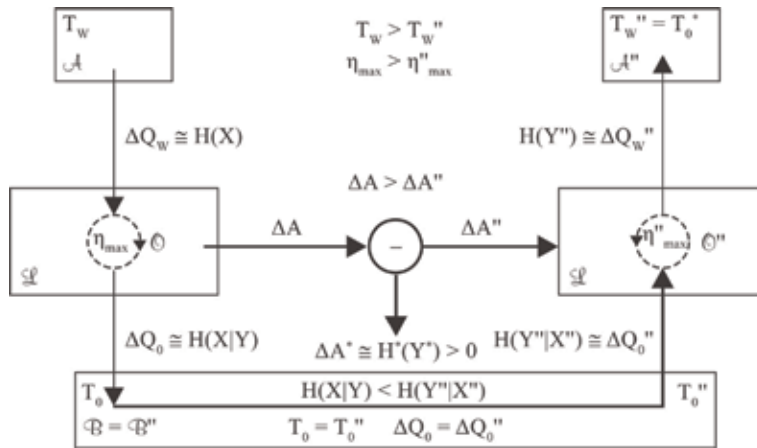 T_W
𝒜
T_W > T_W"
η_max > η"_max
T_W" = T_0*
𝒜"
ΔQ_W ≅ H(X)
H(Y") ≅ ΔQ_W"
ΔA > ΔA"
η_max
𝒪
ℒ
ΔA
−
ΔA"
η"_max
𝒪"
ℒ
ΔQ_0 ≅ H(X|Y)
ΔA* ≅ H*(Y*) > 0
H(Y"|X") ≅ ΔQ_0"
T_0
H(X|Y) < H(Y"|X")
T_0"
ℬ = ℬ"
T_0 = T_0"
ΔQ_0 = ΔQ_0"